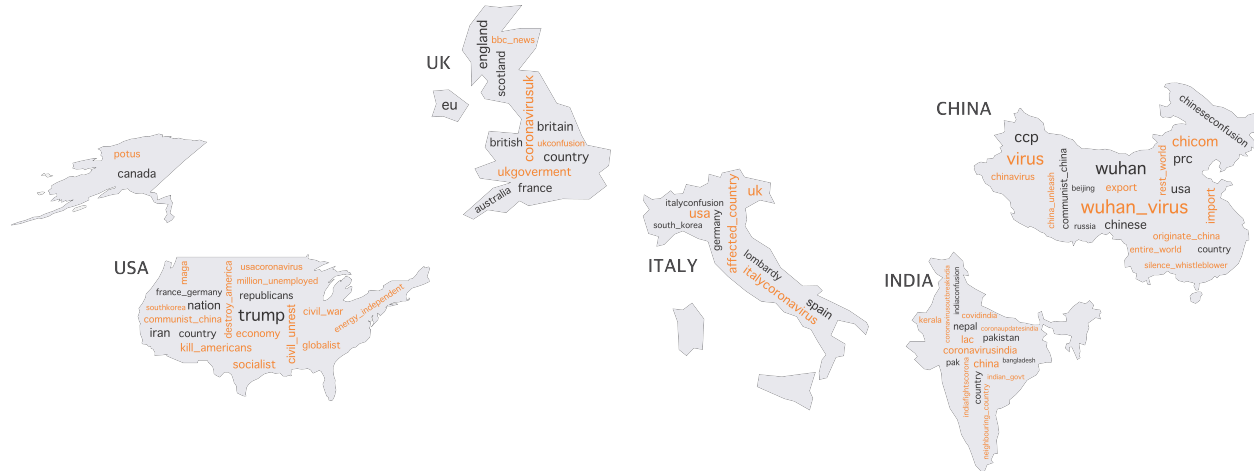 UK
england
bbc_news
scotland
eu
coronavirusuk
britain
british
ukconfusion
country
ukgoverment
france
australia
potus
canada
USA
maga
destroy_america
usacoronavirus
million_unemployed
france_germany
republicans
southkorea
nation
communist_china
trump
civil_war
energy_independent
iran
country
economy
civil_unrest
kill_americans
globalist
socialist
ITALY
uk
italyconfusion
usa
affected_country
south_korea
germany
lombardy
italycoronavirus
spain
CHINA
chineseconfusion
ccp
chicom
virus
communist_china
wuhan
rest_world
prc
chinavirus
china_unleash
beijing
export
usa
import
wuhan_virus
russia
chinese
originate_china
entire_world
country
silence_whistleblower
INDIA
coronavirusoutbreakindia
indiaconfusion
kerala
covidindia
nepal
coronaupdatesindia
lac
pakistan
coronavirusindia
pak
china
bangladesh
indiafightscorona
country
indian_govt
neighbouring_country